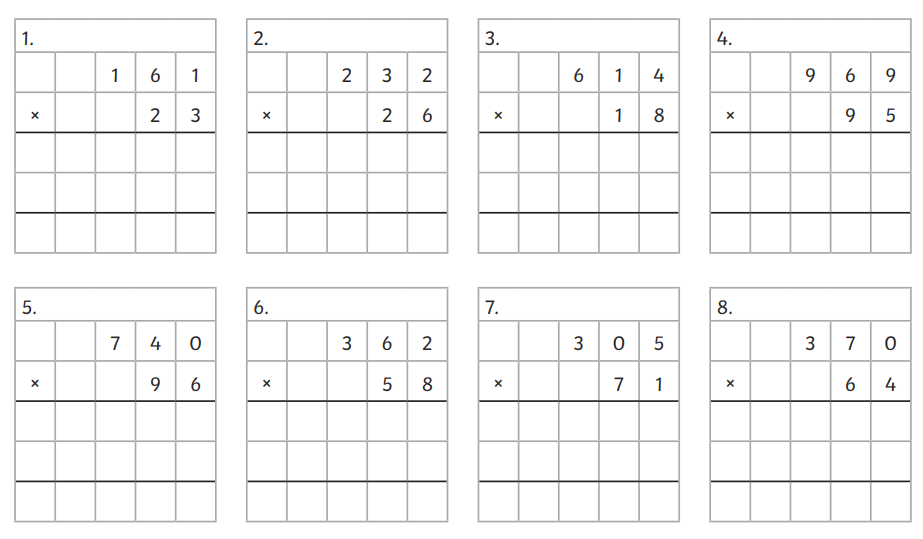 1. 2. 3. 4.
1 6 1 2 3 2 6 1 4 9 6 9
× 2 3 × 2 6 × 1 8 × 9 5
5. 6. 7. 8.
7 4 0 3 6 2 3 0 5 3 7 0
× 9 6 × 5 8 × 7 1 × 6 4